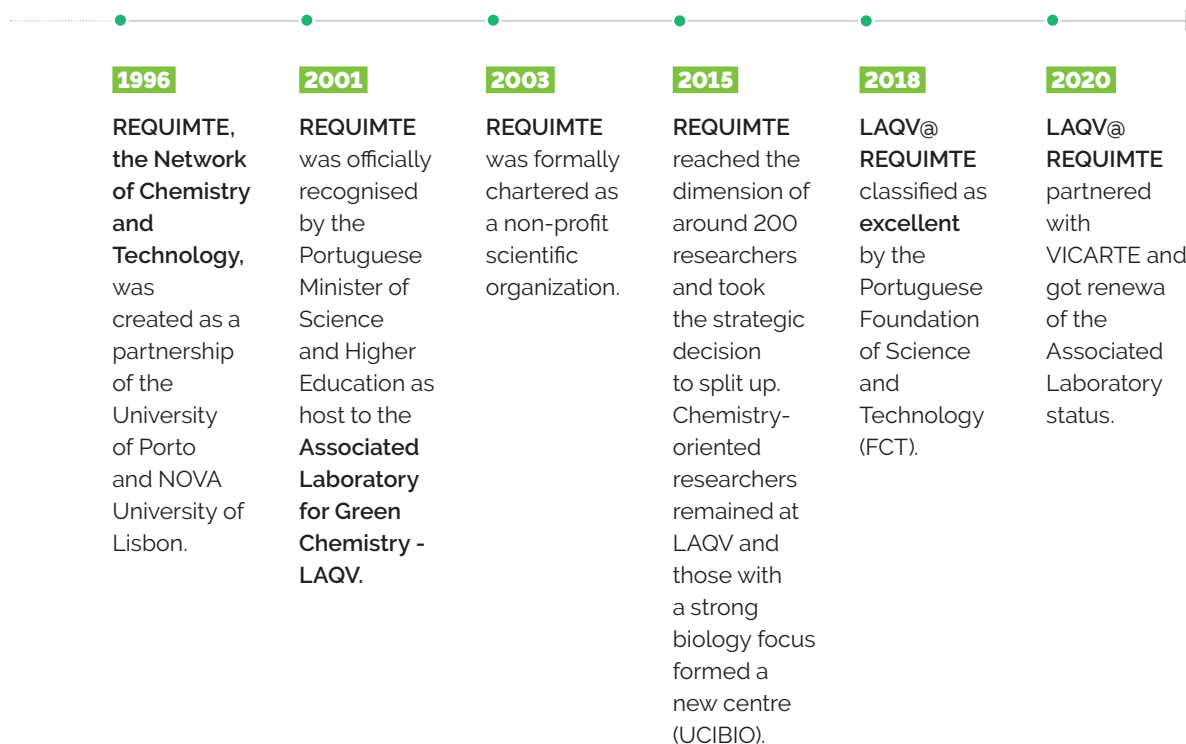 1996
REQUIMTE,
the Network
of Chemistry
and
Technology,
was
created as a
partnership
of the
University
of Porto
and NOVA
University of
Lisbon.
2001
REQUIMTE
was officially
recognised
by the
Portuguese
Minister of
Science
and Higher
Education as
host to the
Associated
Laboratory
for Green
Chemistry -
LAQV.
2003
REQUIMTE
was formally
chartered as
a non-profit
scientific
organization.
2015
REQUIMTE
reached the
dimension of
around 200
researchers
and took
the strategic
decision
to split up.
Chemistry-
oriented
researchers
remained at
LAQV and
those with
a strong
biology focus
formed a
new centre
(UCIBIO).
2018
LAQV@
REQUIMTE
classified as
excellent
by the
Portuguese
Foundation
of Science
and
Technology
(FCT).
2020
LAQV@
REQUIMTE
partnered
with
VICARTE and
got renewa
of the
Associated
Laboratory
status.